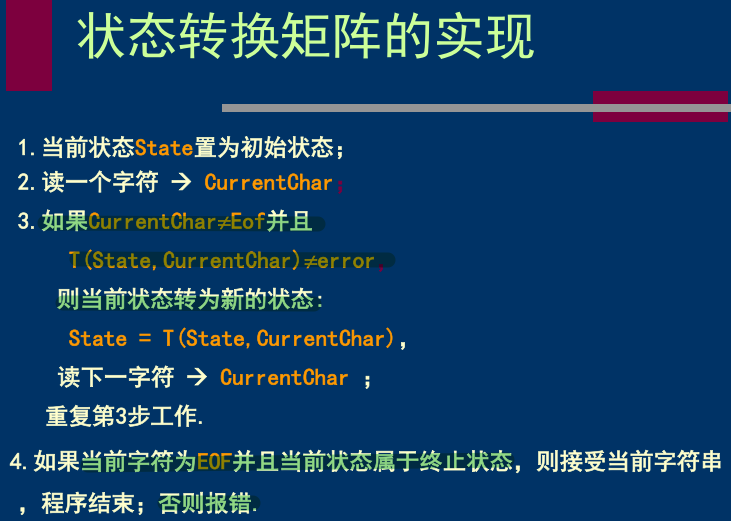 状态转换矩阵的实现
1.当前状态State置为初始状态；
2.读一个字符 → CurrentChar；
3.如果CurrentChar≠Eof并且
T(State,CurrentChar)≠error,
则当前状态转为新的状态:
State = T(State,CurrentChar),
读下一字符 → CurrentChar ；
重复第3步工作.
4.如果当前字符为EOF并且当前状态属于终止状态，则接受当前字符串
，程序结束；否则报错.